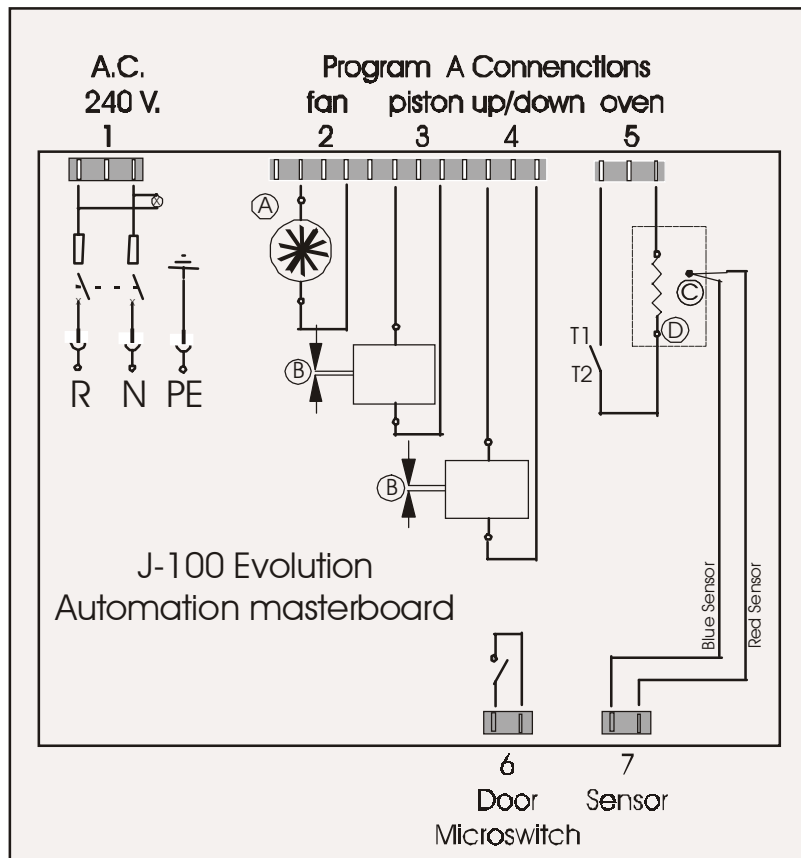 A.C.
240 V.
1
Program A Connenctions
fan piston up/down oven
2 3 4 5
A
B
B
C
D
T1
T2
R N PE
J-100 Evolution
Automation masterboard
Blue Sensor
Red Sensor
6
Door
Microswitch
7
Sensor